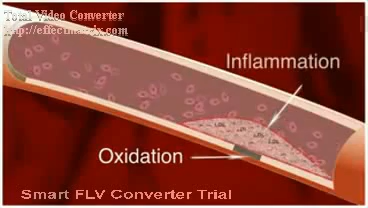 Total Video Converter
http://effectmatrix.com
Inflammation
Oxidation
Smart FLV Converter Trial